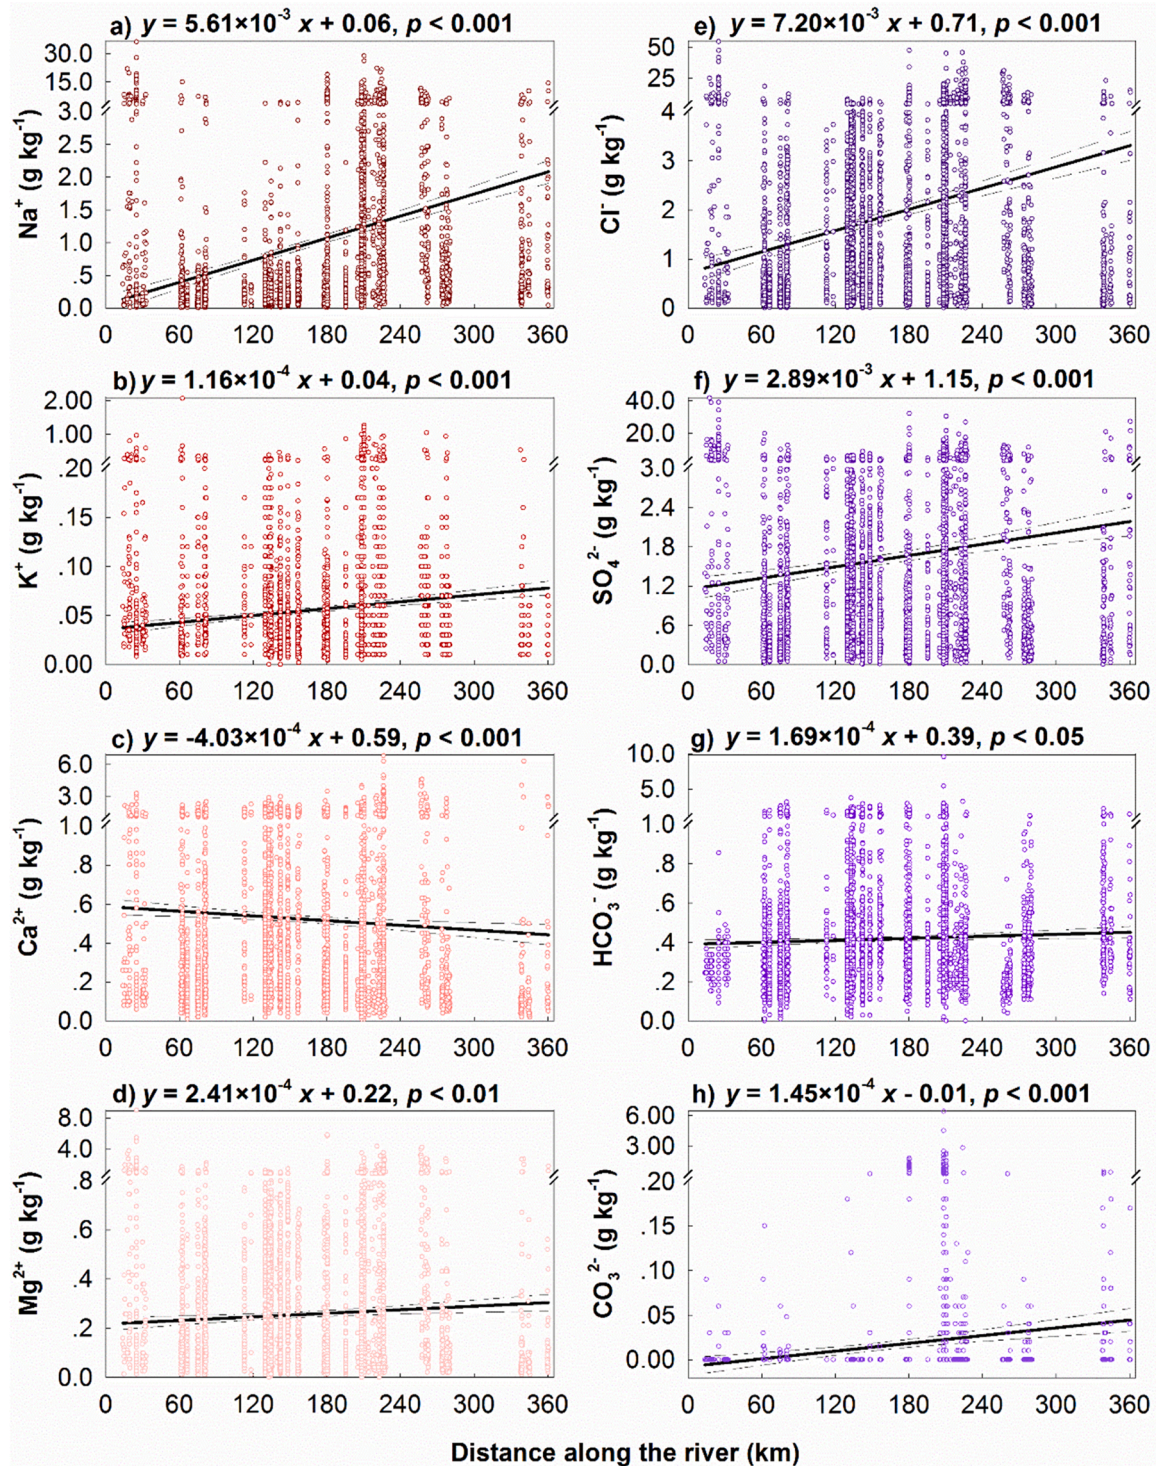 a) y = 5.61×10⁻³ x + 0.06, p < 0.001
30.0
15.0
3.0
2.5
2.0
1.5
1.0
.5
0.0
Na⁺ (g kg⁻¹)
0 60 120 180 240 300 360
e) y = 7.20×10⁻³ x + 0.71, p < 0.001
50
25
4
3
2
1
0
Cl⁻ (g kg⁻¹)
0 60 120 180 240 300 360
b) y = 1.16×10⁻⁴ x + 0.04, p < 0.001
2.00
1.00
.20
.15
.10
.05
0.00
K⁺ (g kg⁻¹)
0 60 120 180 240 300 360
f) y = 2.89×10⁻³ x + 1.15, p < 0.001
40.0
20.0
3.0
2.4
1.8
1.2
.6
0.0
SO₄²⁻ (g kg⁻¹)
0 60 120 180 240 300 360
c) y = -4.03×10⁻⁴ x + 0.59, p < 0.001
6.0
3.0
1.0
.8
.6
.4
.2
0.0
Ca²⁺ (g kg⁻¹)
0 60 120 180 240 300 360
g) y = 1.69×10⁻⁴ x + 0.39, p < 0.05
10.0
5.0
1.0
.8
.6
.4
.2
0.0
HCO₃⁻ (g kg⁻¹)
0 60 120 180 240 300 360
d) y = 2.41×10⁻⁴ x + 0.22, p < 0.01
8.0
4.0
.8
.6
.4
.2
0.0
Mg²⁺ (g kg⁻¹)
0 60 120 180 240 300 360
h) y = 1.45×10⁻⁴ x - 0.01, p < 0.001
6.00
3.00
.20
.15
.10
.05
0.00
CO₃²⁻ (g kg⁻¹)
0 60 120 180 240 300 360
Distance along the river (km)